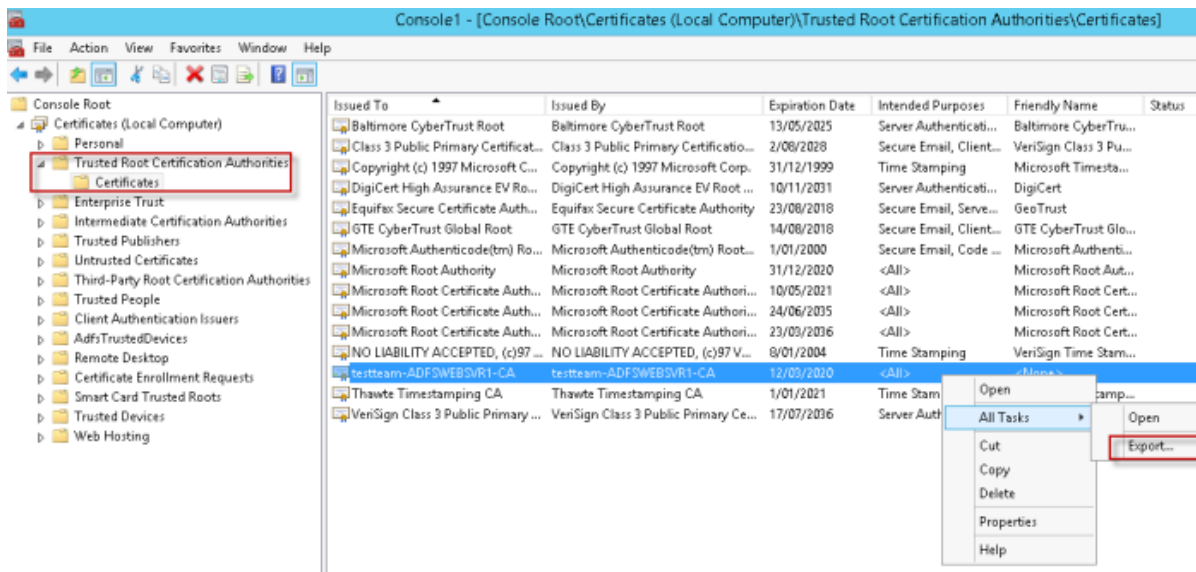 Console1 - [Console Root\Certificates (Local Computer)\Trusted Root Certification Authorities\Certificates]
File Action View Favorites Window Help
Console Root
Certificates (Local Computer)
Personal
Trusted Root Certification Authorities
Certificates
Enterprise Trust
Intermediate Certification Authorities
Trusted Publishers
Untrusted Certificates
Third-Party Root Certification Authorities
Trusted People
Client Authentication Issuers
AdfsTrustedDevices
Remote Desktop
Certificate Enrollment Requests
Smart Card Trusted Roots
Trusted Devices
Web Hosting
Issued To Issued By Expiration Date Intended Purposes Friendly Name Status
Baltimore CyberTrust Root Baltimore CyberTrust Root 13/05/2025 Server Authenticati... Baltimore CyberTru...
Class 3 Public Primary Certificat... Class 3 Public Primary Certificatio... 2/08/2028 Secure Email, Client... VeriSign Class 3 Pu...
Copyright (c) 1997 Microsoft C... Copyright (c) 1997 Microsoft Corp. 31/12/1999 Time Stamping Microsoft Timesta...
DigiCert High Assurance EV Ro... DigiCert High Assurance EV Root ... 10/11/2031 Server Authenticati... DigiCert
Equifax Secure Certificate Auth... Equifax Secure Certificate Authority 23/08/2018 Secure Email, Serve... GeoTrust
GTE CyberTrust Global Root GTE CyberTrust Global Root 14/08/2018 Secure Email, Client... GTE CyberTrust Glo...
Microsoft Authenticode(tm) Ro... Microsoft Authenticode(tm) Root... 1/01/2000 Secure Email, Code ... Microsoft Authenti...
Microsoft Root Authority Microsoft Root Authority 31/12/2020 <All> Microsoft Root Aut...
Microsoft Root Certificate Auth... Microsoft Root Certificate Authori... 10/05/2021 <All> Microsoft Root Cert...
Microsoft Root Certificate Auth... Microsoft Root Certificate Authori... 24/06/2035 <All> Microsoft Root Cert...
Microsoft Root Certificate Auth... Microsoft Root Certificate Authori... 23/03/2036 <All> Microsoft Root Cert...
NO LIABILITY ACCEPTED, (c)97 ... NO LIABILITY ACCEPTED, (c)97 V... 8/01/2004 Time Stamping VeriSign Time Stam...
testteam-ADFSWEBSVR1-CA testteam-ADFSWEBSVR1-CA 12/03/2020 <All> <None>
Thawte Timestamping CA Thawte Timestamping CA 1/01/2021 Time Stam amp...
VeriSign Class 3 Public Primary ... VeriSign Class 3 Public Primary Ce... 17/07/2036 Server Auth
Open
All Tasks
Cut
Copy
Delete
Properties
Help
Open
Export...